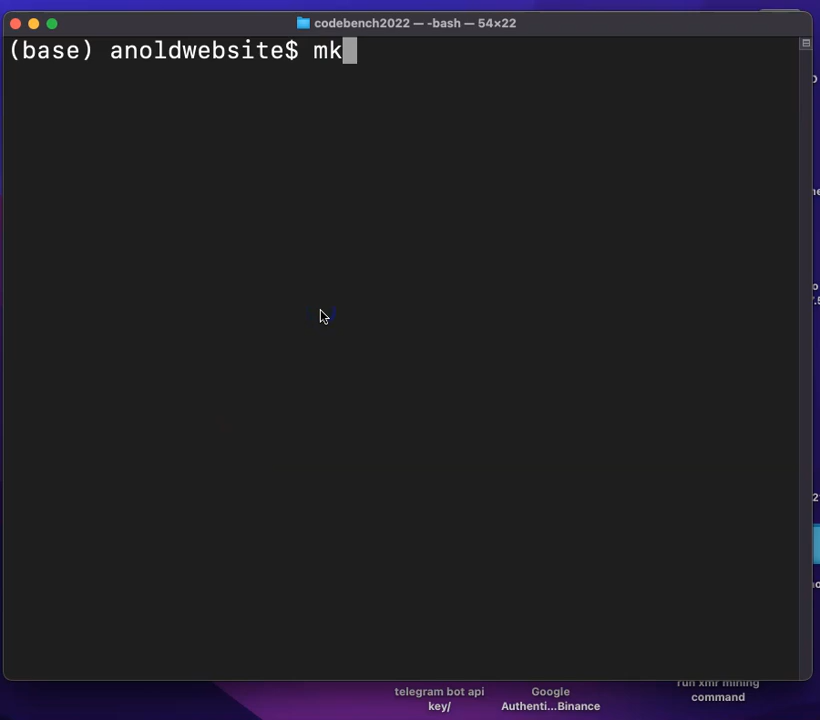 codebench2022 — -bash — 54×22
(base) anoldwebsite$ mk
telegram bot api
key/
Google
Authenti...Binance
run xmr mining
command